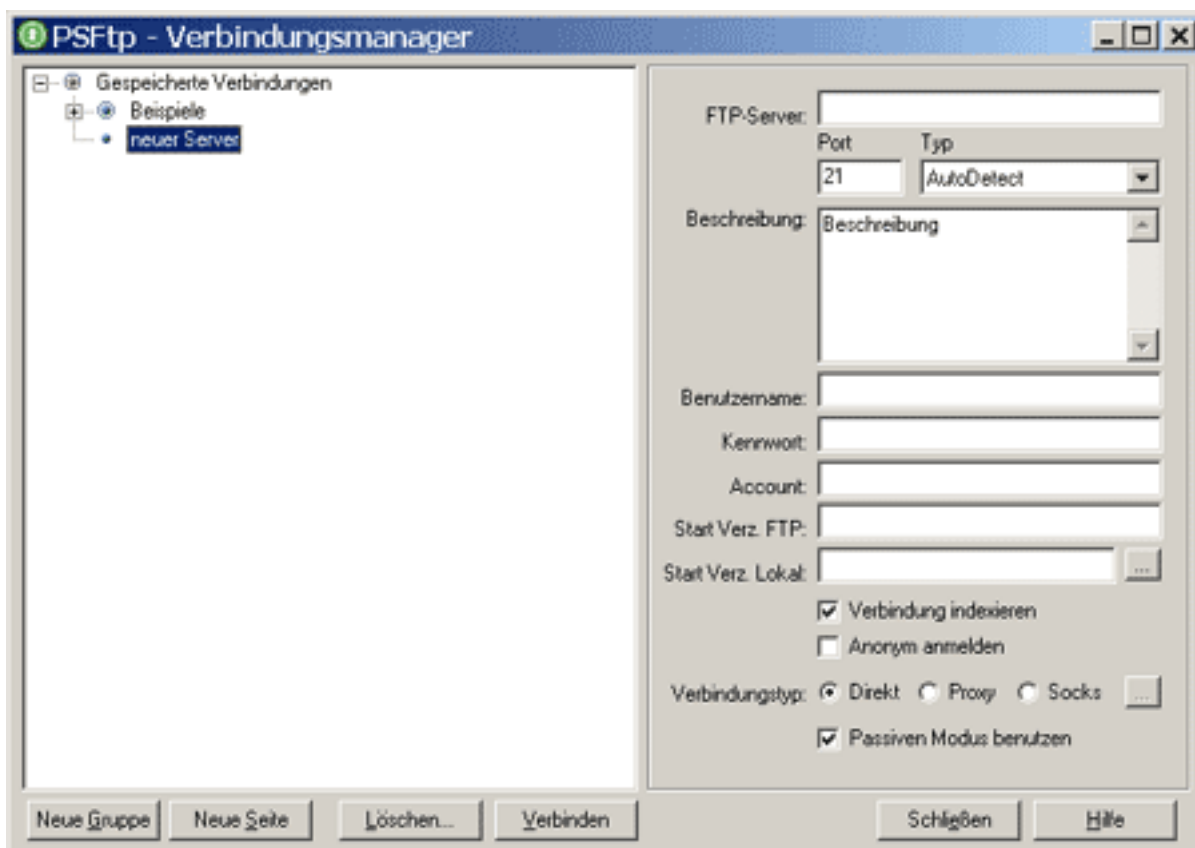 PSFtp - Verbindungsmanager
Gespeicherte Verbindungen
Beispiele
neuer Server
FTP-Server:
Port Typ
21 AutoDetect
Beschreibung: Beschreibung
Benutzername:
Kennwort:
Account:
Start Verz. FTP:
Start Verz. Lokal: ...
Verbindung indexieren
Anonym anmelden
Verbindungstyp: Direkt Proxy Socks ...
Passiven Modus benutzen
Neue Gruppe Neue Seite Löschen... Verbinden Schließen Hilfe